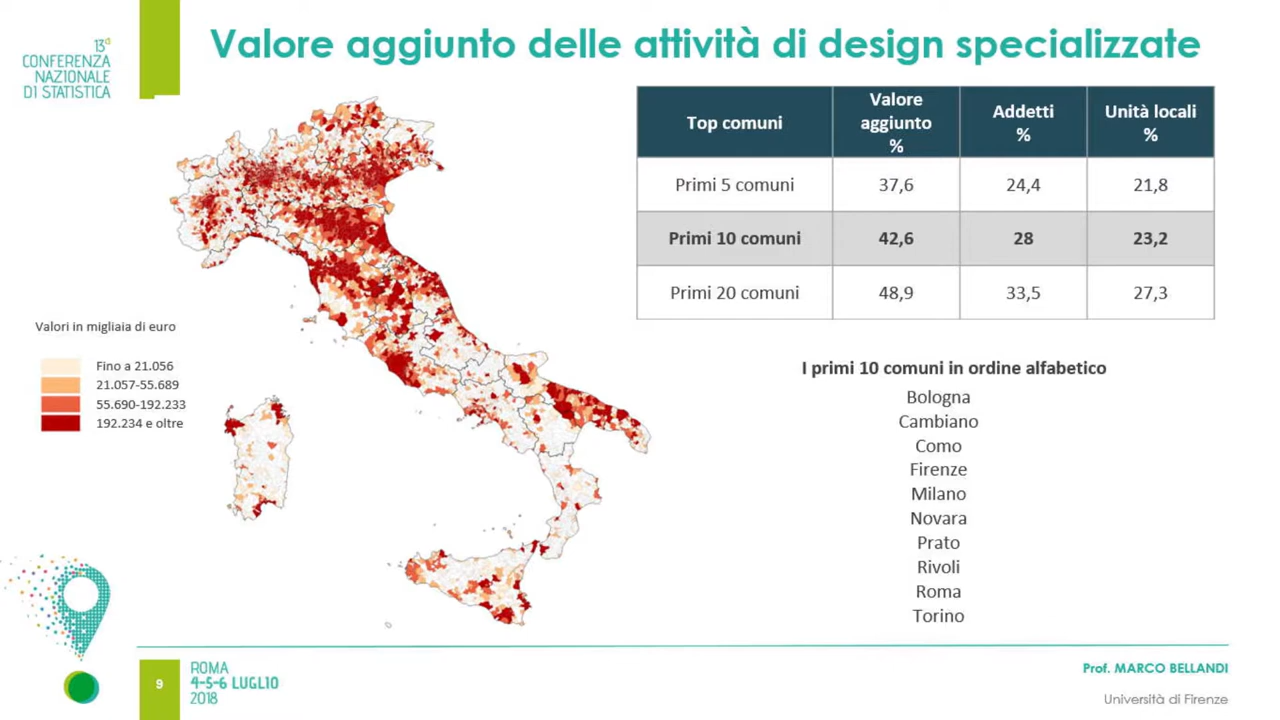 13ª
CONFERENZA
NAZIONALE
DI STATISTICA
Valore aggiunto delle attività di design specializzate
Top comuni
Valore
aggiunto
%
Addetti
%
Unità locali
%
Primi 5 comuni 37,6 24,4 21,8
Primi 10 comuni 42,6 28 23,2
Primi 20 comuni 48,9 33,5 27,3
Valori in migliaia di euro
Fino a 21.056
21.057-55.689
55.690-192.233
192.234 e oltre
I primi 10 comuni in ordine alfabetico
Bologna
Cambiano
Como
Firenze
Milano
Novara
Prato
Rivoli
Roma
Torino
9
ROMA
4-5-6 LUGLIO
2018
Prof. MARCO BELLANDI
Università di Firenze